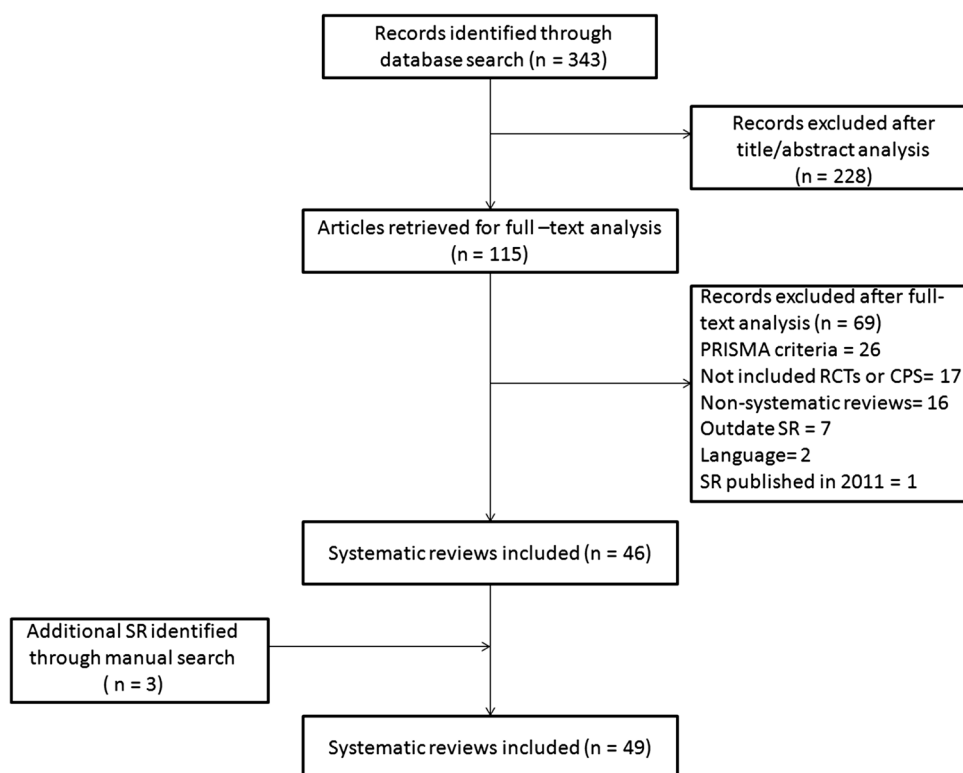 Records identified through
database search (n = 343)
Records excluded after
title/abstract analysis
(n = 228)
Articles retrieved for full –text analysis
(n = 115)
Records excluded after full-
text analysis (n = 69)
PRISMA criteria = 26
Not included RCTs or CPS= 17
Non-systematic reviews= 16
Outdate SR = 7
Language= 2
SR published in 2011 = 1
Systematic reviews included (n = 46)
Additional SR identified
through manual search
( n = 3)
Systematic reviews included (n = 49)